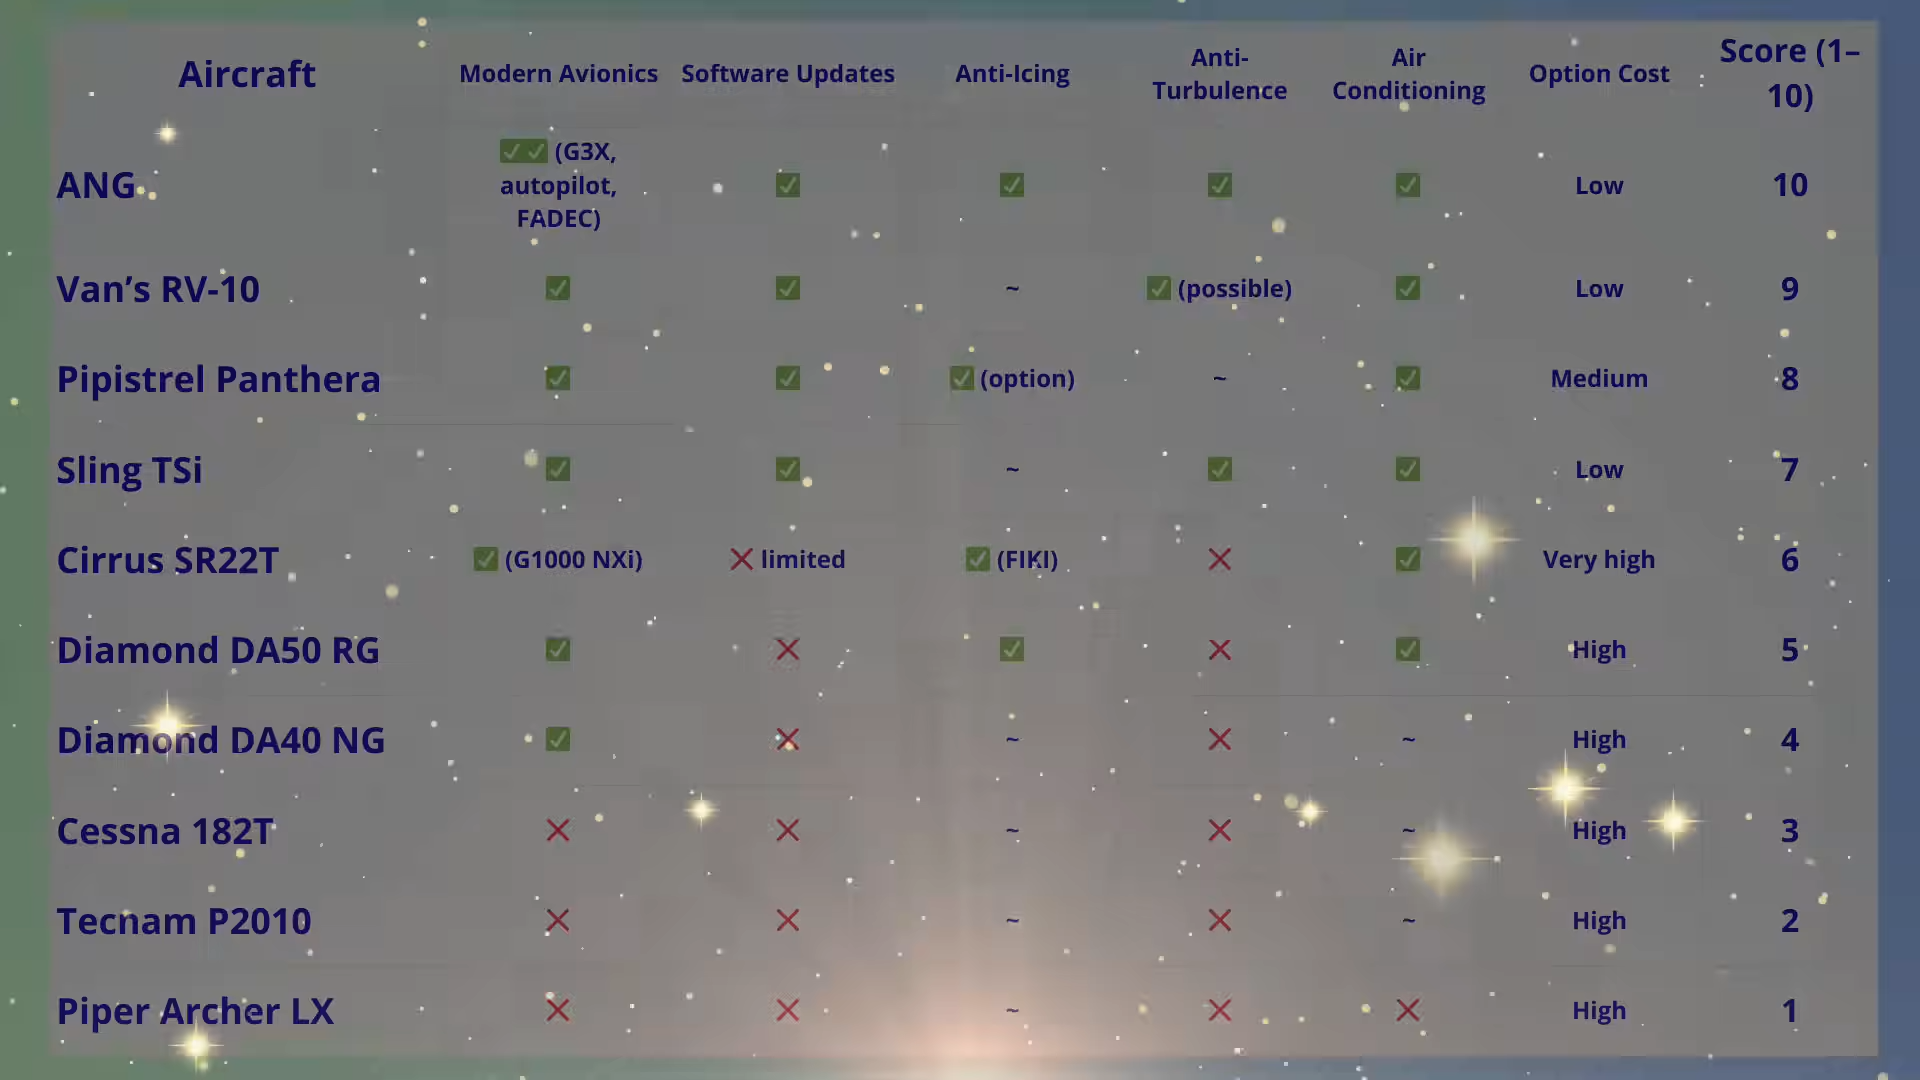 Aircraft Modern Avionics Software Updates Anti-Icing Anti-Turbulence Air Conditioning Option Cost Score (1–10)
ANG ✅✅ (G3X, autopilot, FADEC) ✅ ✅ ✅ ✅ Low 10
Van’s RV-10 ✅ ✅ ~ ✅ (possible) ✅ Low 9
Pipistrel Panthera ✅ ✅ ✅ (option) ~ ✅ Medium 8
Sling TSi ✅ ✅ ~ ✅ ✅ Low 7
Cirrus SR22T ✅ (G1000 NXi) ❌ limited ✅ (FIKI) ❌ ✅ Very high 6
Diamond DA50 RG ✅ ❌ ✅ ❌ ✅ High 5
Diamond DA40 NG ✅ ❌ ~ ❌ ~ High 4
Cessna 182T ❌ ❌ ~ ❌ ~ High 3
Tecnam P2010 ❌ ❌ ~ ❌ ~ High 2
Piper Archer LX ❌ ❌ ~ ❌ ❌ High 1